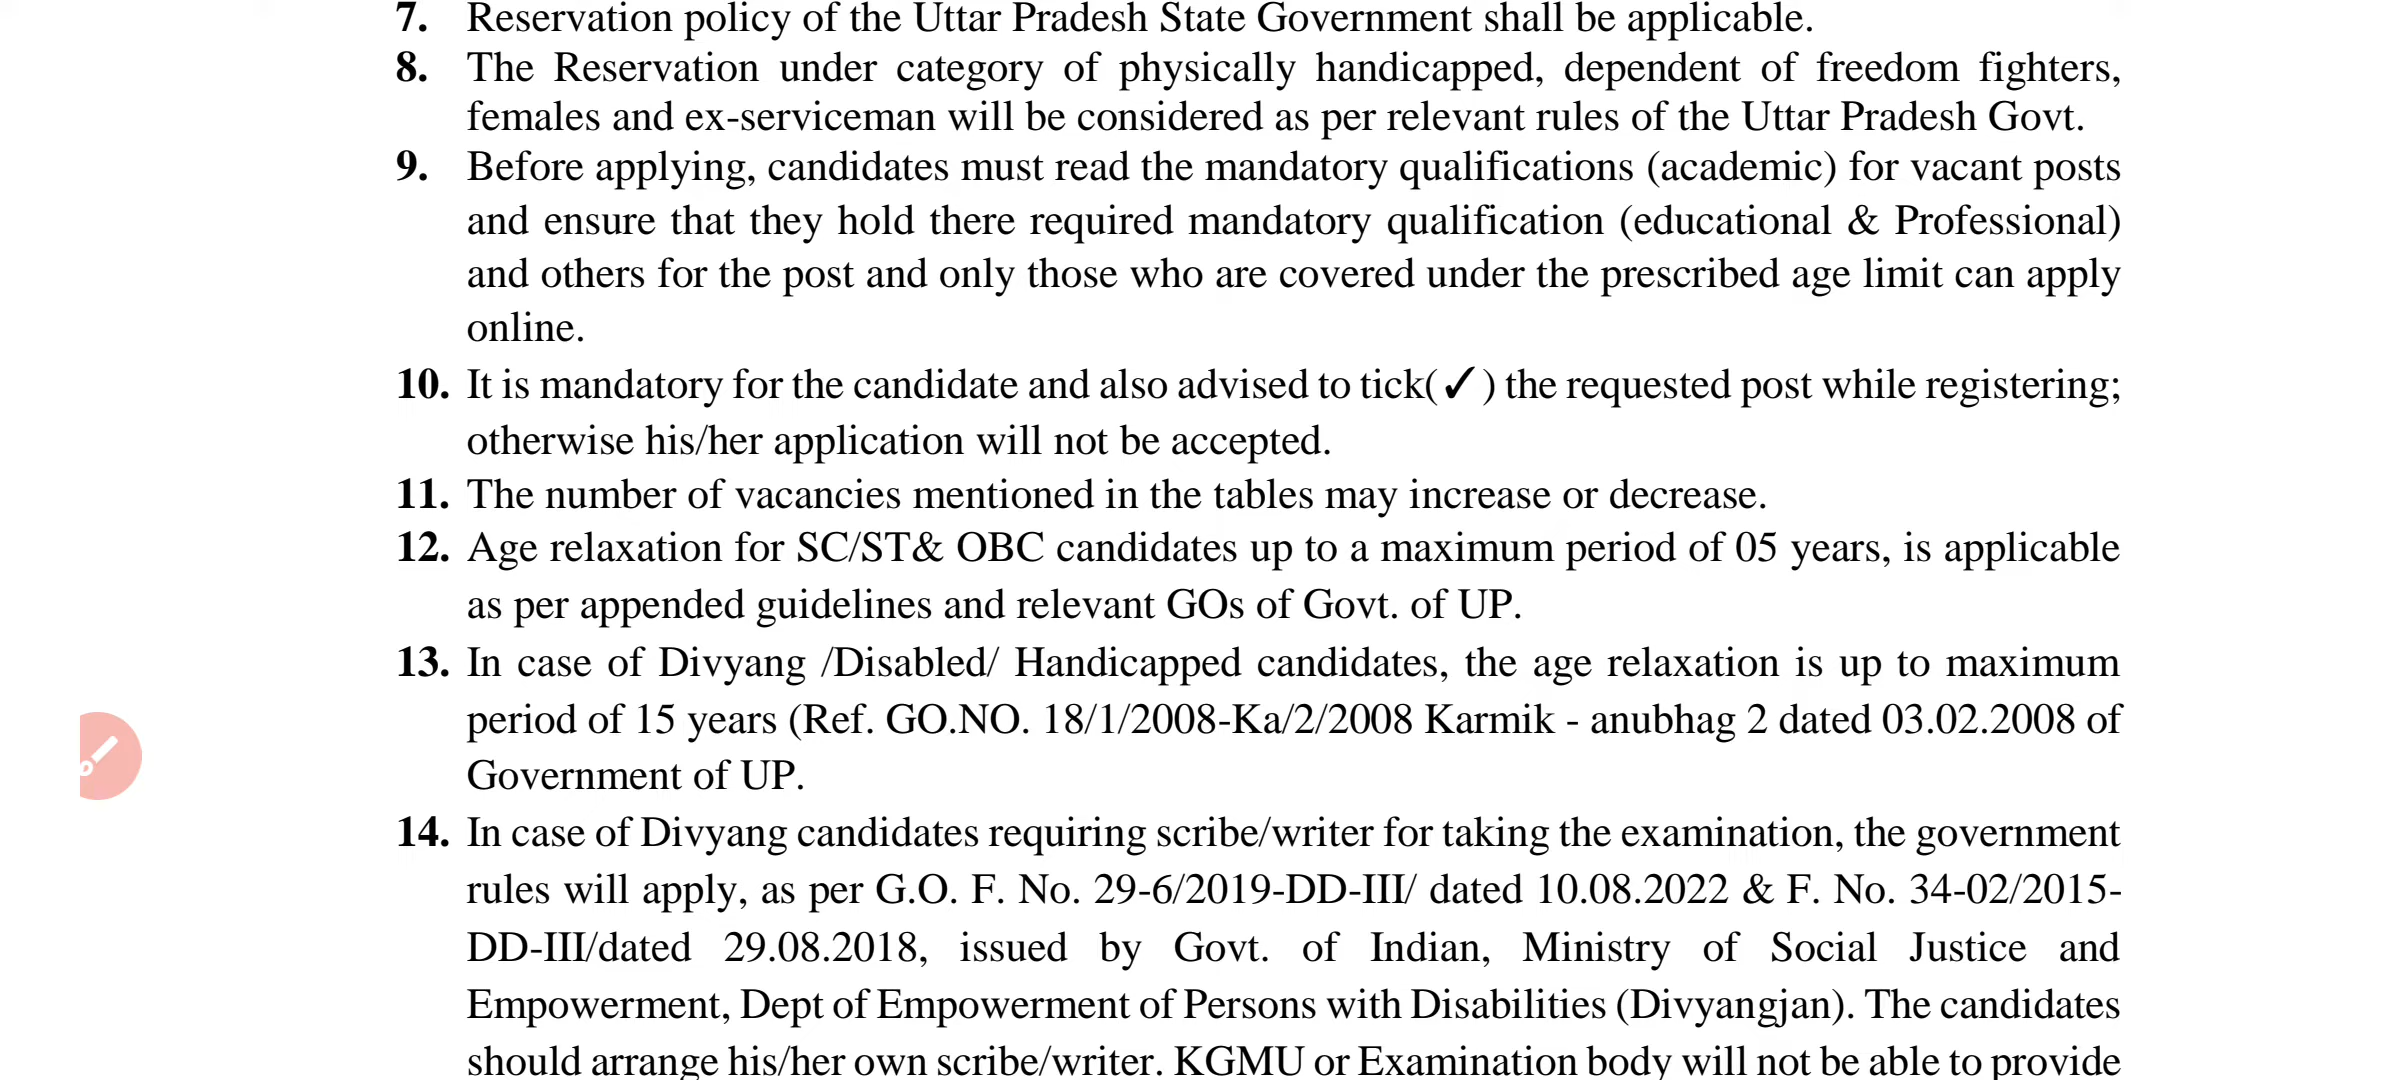 7. Reservation policy of the Uttar Pradesh State Government shall be applicable.
8. The Reservation under category of physically handicapped, dependent of freedom fighters,
females and ex-serviceman will be considered as per relevant rules of the Uttar Pradesh Govt.
9. Before applying, candidates must read the mandatory qualifications (academic) for vacant posts
and ensure that they hold there required mandatory qualification (educational & Professional)
and others for the post and only those who are covered under the prescribed age limit can apply
online.
10. It is mandatory for the candidate and also advised to tick(✓) the requested post while registering;
otherwise his/her application will not be accepted.
11. The number of vacancies mentioned in the tables may increase or decrease.
12. Age relaxation for SC/ST& OBC candidates up to a maximum period of 05 years, is applicable
as per appended guidelines and relevant GOs of Govt. of UP.
13. In case of Divyang /Disabled/ Handicapped candidates, the age relaxation is up to maximum
period of 15 years (Ref. GO.NO. 18/1/2008-Ka/2/2008 Karmik - anubhag 2 dated 03.02.2008 of
Government of UP.
14. In case of Divyang candidates requiring scribe/writer for taking the examination, the government
rules will apply, as per G.O. F. No. 29-6/2019-DD-III/ dated 10.08.2022 & F. No. 34-02/2015-
DD-III/dated 29.08.2018, issued by Govt. of Indian, Ministry of Social Justice and
Empowerment, Dept of Empowerment of Persons with Disabilities (Divyangjan). The candidates
should arrange his/her own scribe/writer. KGMU or Examination body will not be able to provide